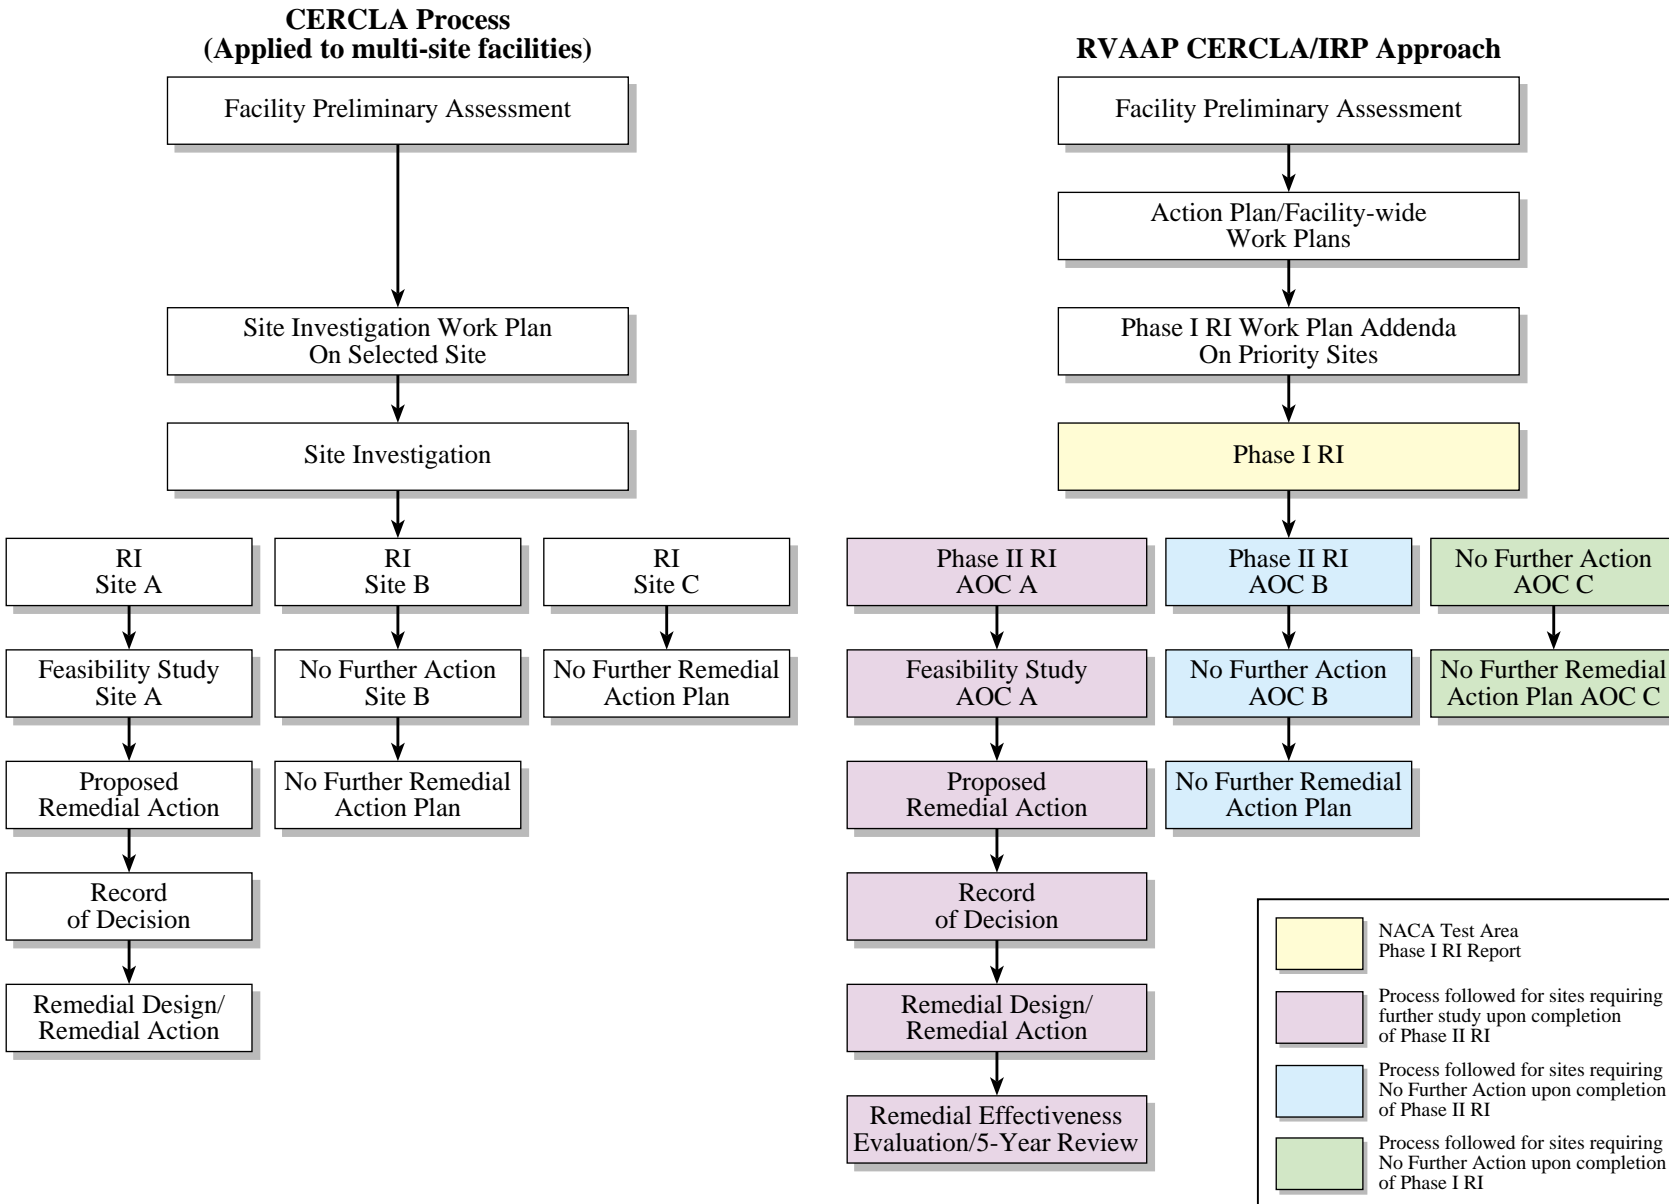 CERCLA Process
(Applied to multi-site facilities)
Facility Preliminary Assessment
Site Investigation Work Plan
On Selected Site
Site Investigation
RI
Site A
RI
Site B
RI
Site C
Feasibility Study
Site A
No Further Action
Site B
No Further Remedial
Action Plan
Proposed
Remedial Action
No Further Remedial
Action Plan
Record
of Decision
Remedial Design/
Remedial Action
RVAAP CERCLA/IRP Approach
Facility Preliminary Assessment
Action Plan/Facility-wide
Work Plans
Phase I RI Work Plan Addenda
On Priority Sites
Phase I RI
Phase II RI
AOC A
Phase II RI
AOC B
No Further Action
AOC C
Feasibility Study
AOC A
No Further Action
AOC B
No Further Remedial
Action Plan AOC C
Proposed
Remedial Action
No Further Remedial
Action Plan
Record
of Decision
Remedial Design/
Remedial Action
Remedial Effectiveness
Evaluation/5-Year Review
NACA Test Area
Phase I RI Report
Process followed for sites requiring
further study upon completion
of Phase II RI
Process followed for sites requiring
No Further Action upon completion
of Phase II RI
Process followed for sites requiring
No Further Action upon completion
of Phase I RI